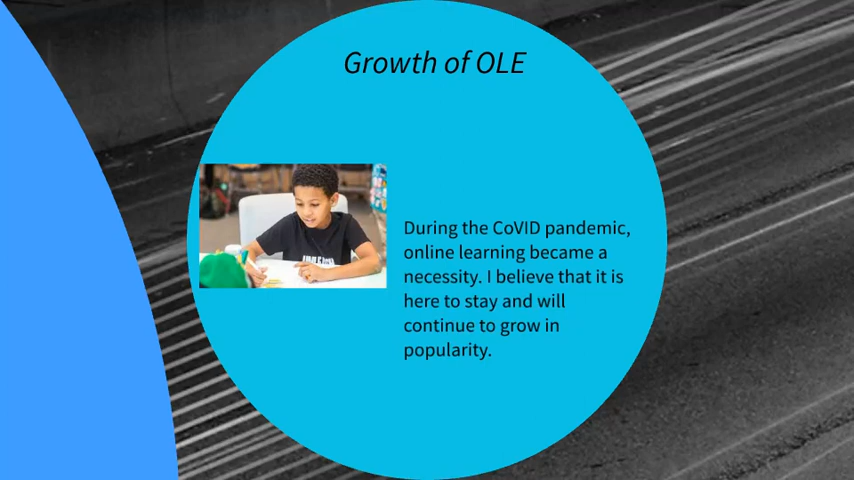 Growth of OLE
During the CoVID pandemic,
online learning became a
necessity. I believe that it is
here to stay and will
continue to grow in
popularity.